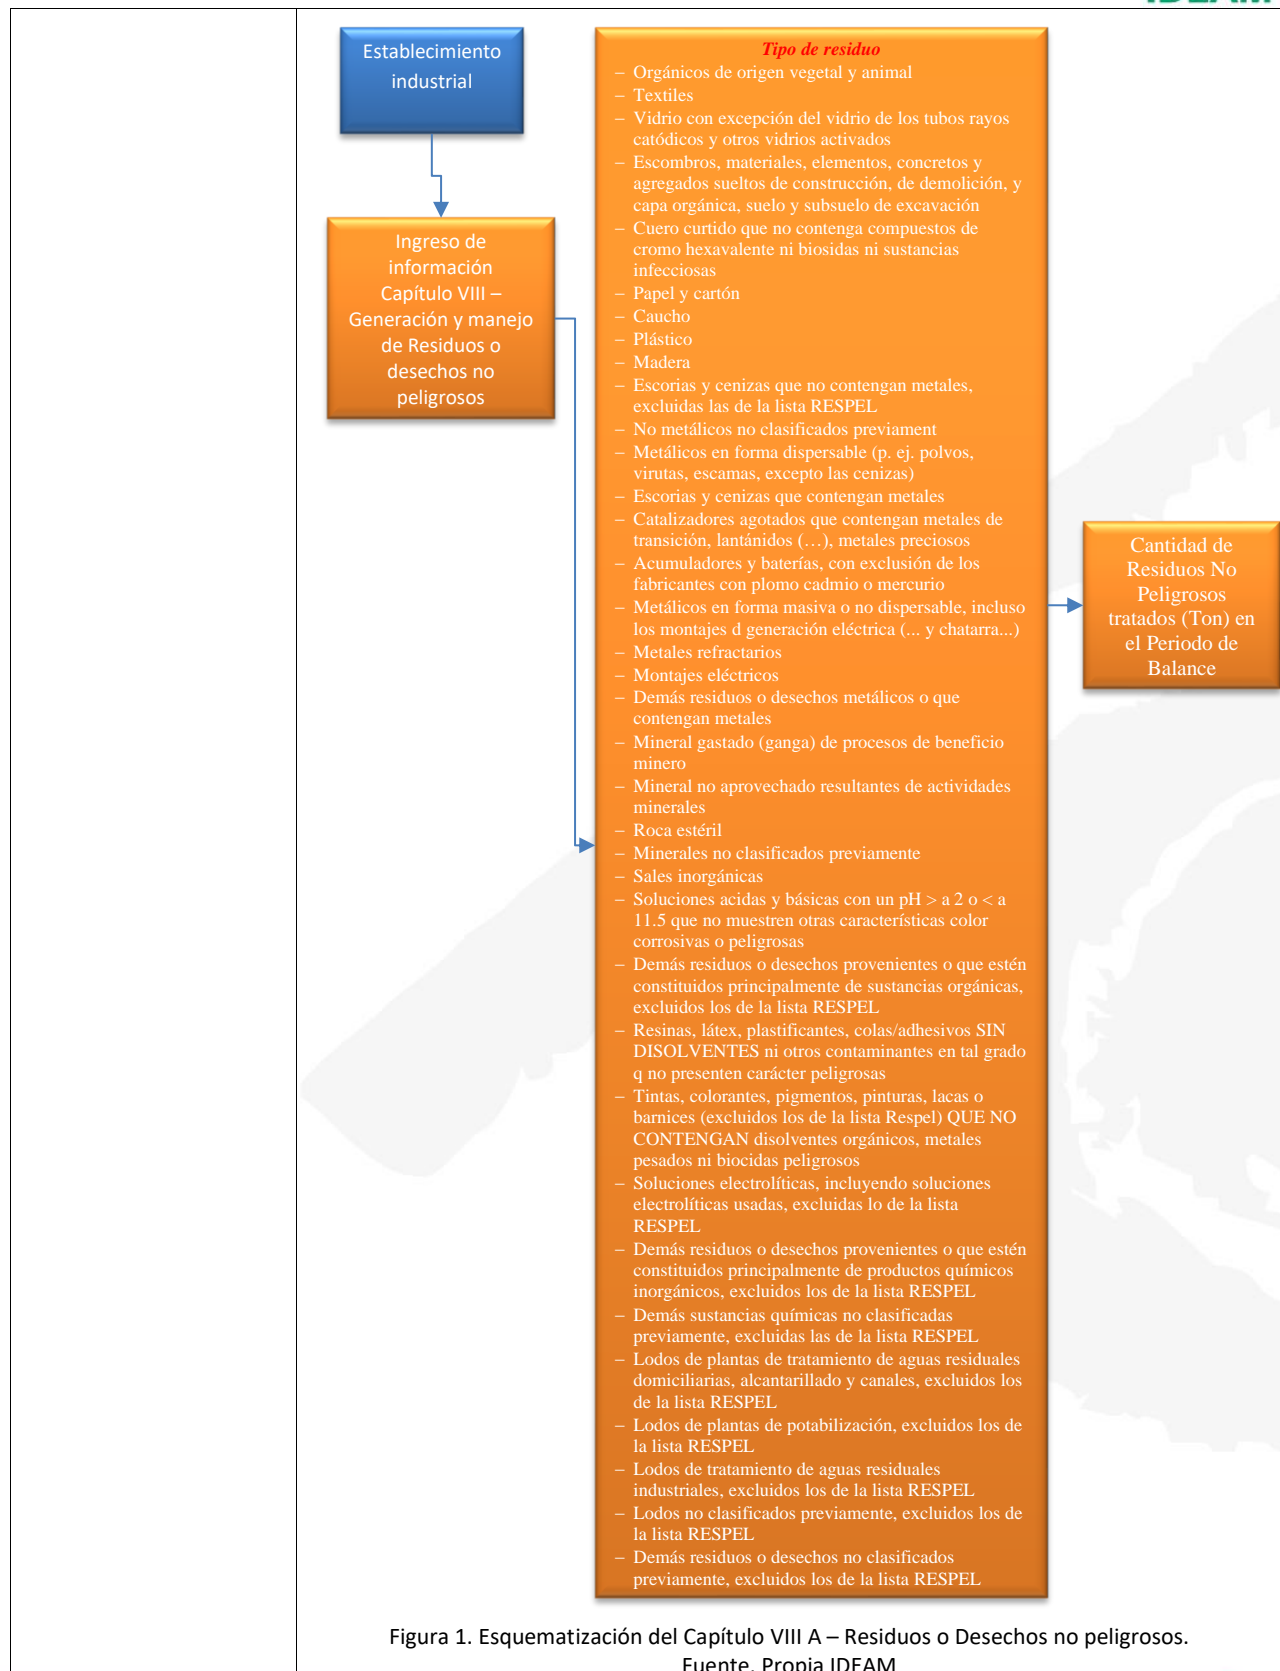 IDEAM
Establecimiento
industrial
Ingreso de
información
Capítulo VIII –
Generación y manejo
de Residuos o
desechos no
peligrosos
Tipo de residuo
– Orgánicos de origen vegetal y animal
– Textiles
– Vidrio con excepción del vidrio de los tubos rayos
catódicos y otros vidrios activados
– Escombros, materiales, elementos, concretos y
agregados sueltos de construcción, de demolición, y
capa orgánica, suelo y subsuelo de excavación
– Cuero curtido que no contenga compuestos de
cromo hexavalente ni biosidas ni sustancias
infecciosas
– Papel y cartón
– Caucho
– Plástico
– Madera
– Escorias y cenizas que no contengan metales,
excluidas las de la lista RESPEL
– No metálicos no clasificados previament
– Metálicos en forma dispersable (p. ej. polvos,
virutas, escamas, excepto las cenizas)
– Escorias y cenizas que contengan metales
– Catalizadores agotados que contengan metales de
transición, lantánidos (…), metales preciosos
– Acumuladores y baterías, con exclusión de los
fabricantes con plomo cadmio o mercurio
– Metálicos en forma masiva o no dispersable, incluso
los montajes d generación eléctrica (... y chatarra...)
– Metales refractarios
– Montajes eléctricos
– Demás residuos o desechos metálicos o que
contengan metales
– Mineral gastado (ganga) de procesos de beneficio
minero
– Mineral no aprovechado resultantes de actividades
minerales
– Roca estéril
– Minerales no clasificados previamente
– Sales inorgánicas
– Soluciones acidas y básicas con un pH > a 2 o < a
11.5 que no muestren otras características color
corrosivas o peligrosas
– Demás residuos o desechos provenientes o que estén
constituidos principalmente de sustancias orgánicas,
excluidos los de la lista RESPEL
– Resinas, látex, plastificantes, colas/adhesivos SIN
DISOLVENTES ni otros contaminantes en tal grado
q no presenten carácter peligrosas
– Tintas, colorantes, pigmentos, pinturas, lacas o
barnices (excluidos los de la lista Respel) QUE NO
CONTENGAN disolventes orgánicos, metales
pesados ni biocidas peligrosos
– Soluciones electrolíticas, incluyendo soluciones
electrolíticas usadas, excluidas lo de la lista
RESPEL
– Demás residuos o desechos provenientes o que estén
constituidos principalmente de productos químicos
inorgánicos, excluidos los de la lista RESPEL
– Demás sustancias químicas no clasificadas
previamente, excluidas las de la lista RESPEL
– Lodos de plantas de tratamiento de aguas residuales
domiciliarias, alcantarillado y canales, excluidos los
de la lista RESPEL
– Lodos de plantas de potabilización, excluidos los de
la lista RESPEL
– Lodos de tratamiento de aguas residuales
industriales, excluidos los de la lista RESPEL
– Lodos no clasificados previamente, excluidos los de
la lista RESPEL
– Demás residuos o desechos no clasificados
previamente, excluidos los de la lista RESPEL
Cantidad de
Residuos No
Peligrosos
tratados (Ton) en
el Periodo de
Balance
Figura 1. Esquematización del Capítulo VIII A – Residuos o Desechos no peligrosos.
Fuente. Propia IDEAM